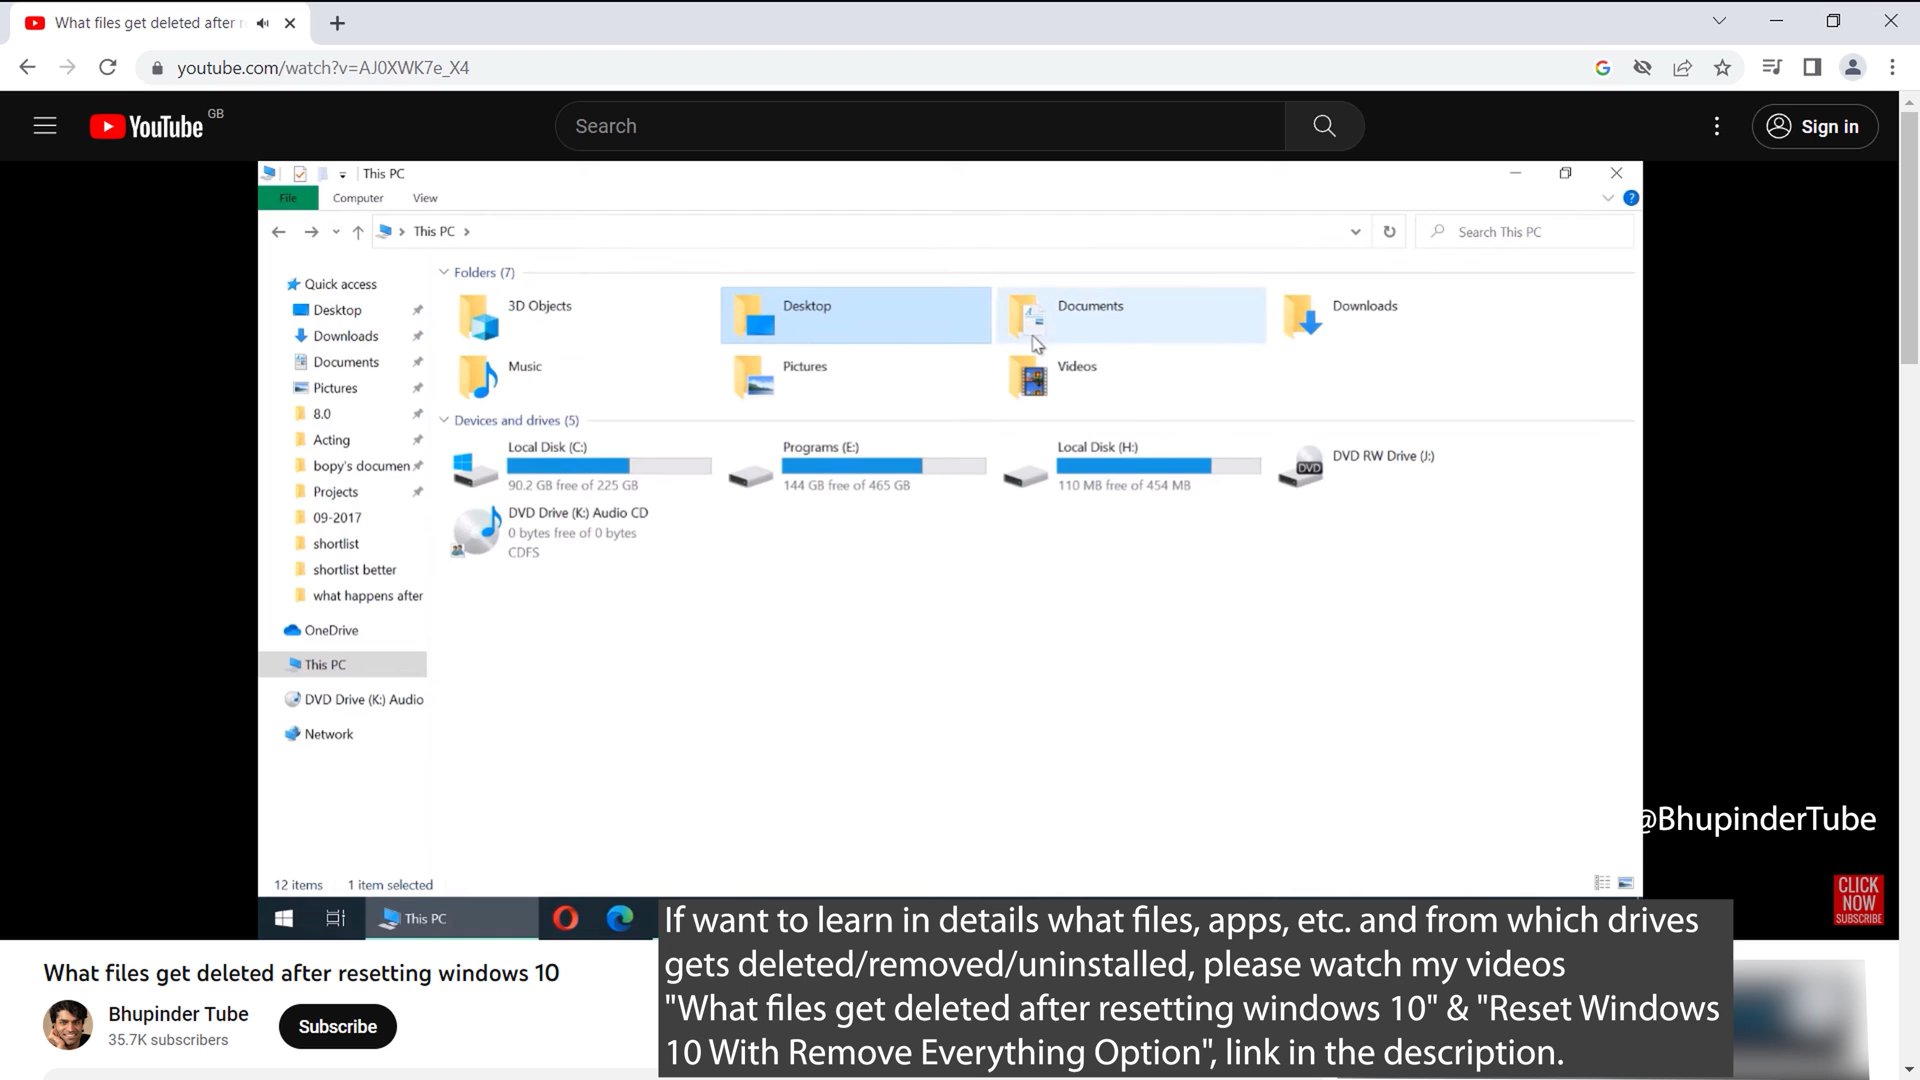 What files get deleted after r
youtube.com/watch?v=AJ0XWK7e_X4
YouTube GB
Search
Sign in
This PC
File Computer View
This PC
Search This PC
Quick access
Desktop
Downloads
Documents
Pictures
8.0
Acting
bopy's documen
Projects
09-2017
shortlist
shortlist better
what happens after
OneDrive
This PC
DVD Drive (K:) Audio
Network
Folders (7)
3D Objects
Desktop
Documents
Downloads
Music
Pictures
Videos
Devices and drives (5)
Local Disk (C:)
90.2 GB free of 225 GB
Programs (E:)
144 GB free of 465 GB
Local Disk (H:)
110 MB free of 454 MB
DVD
DVD RW Drive (J:)
DVD Drive (K:) Audio CD
0 bytes free of 0 bytes
CDFS
12 items 1 item selected
This PC
@BhupinderTube
CLICK
NOW
SUBSCRIBE
If want to learn in details what files, apps, etc. and from which drives
gets deleted/removed/uninstalled, please watch my videos
"What files get deleted after resetting windows 10" & "Reset Windows
10 With Remove Everything Option", link in the description.
What files get deleted after resetting windows 10
Bhupinder Tube
35.7K subscribers
Subscribe